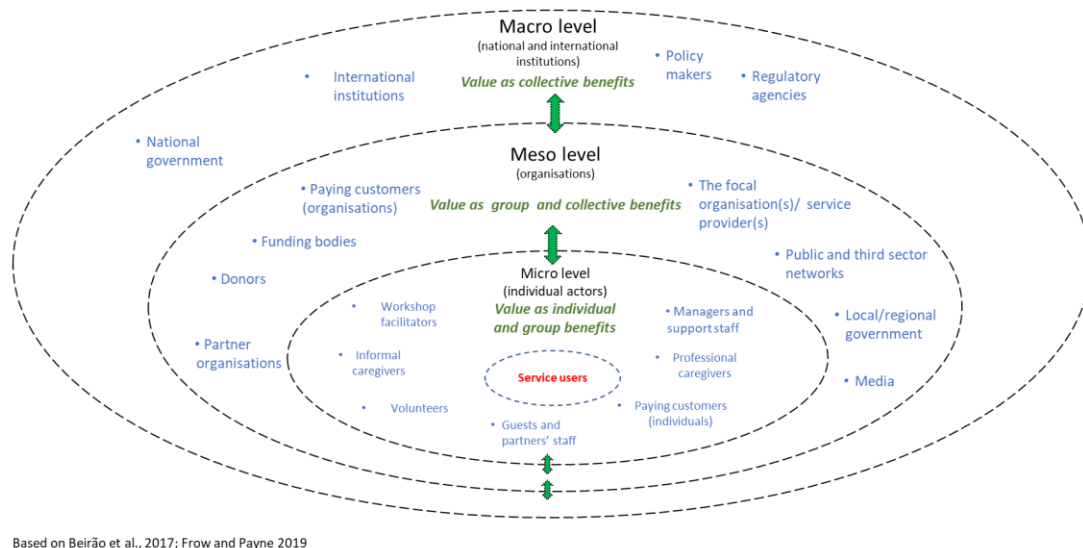 Macro level
(national and international
institutions)
Value as collective benefits
• International
institutions
• Policy
makers
• Regulatory
agencies
• National
government
Meso level
(organisations)
Value as group and collective benefits
• Paying customers
(organisations)
• The focal
organisation(s)/ service
provider(s)
• Funding bodies
• Public and third sector
networks
• Donors
• Local/regional
government
• Partner
organisations
• Media
Micro level
(individual actors)
Value as individual
and group benefits
• Workshop
facilitators
• Managers and
support staff
• Informal
caregivers
• Professional
caregivers
Service users
• Volunteers
• Paying customers
(individuals)
• Guests and
partners' staff
Based on Beirão et al., 2017; Frow and Payne 2019